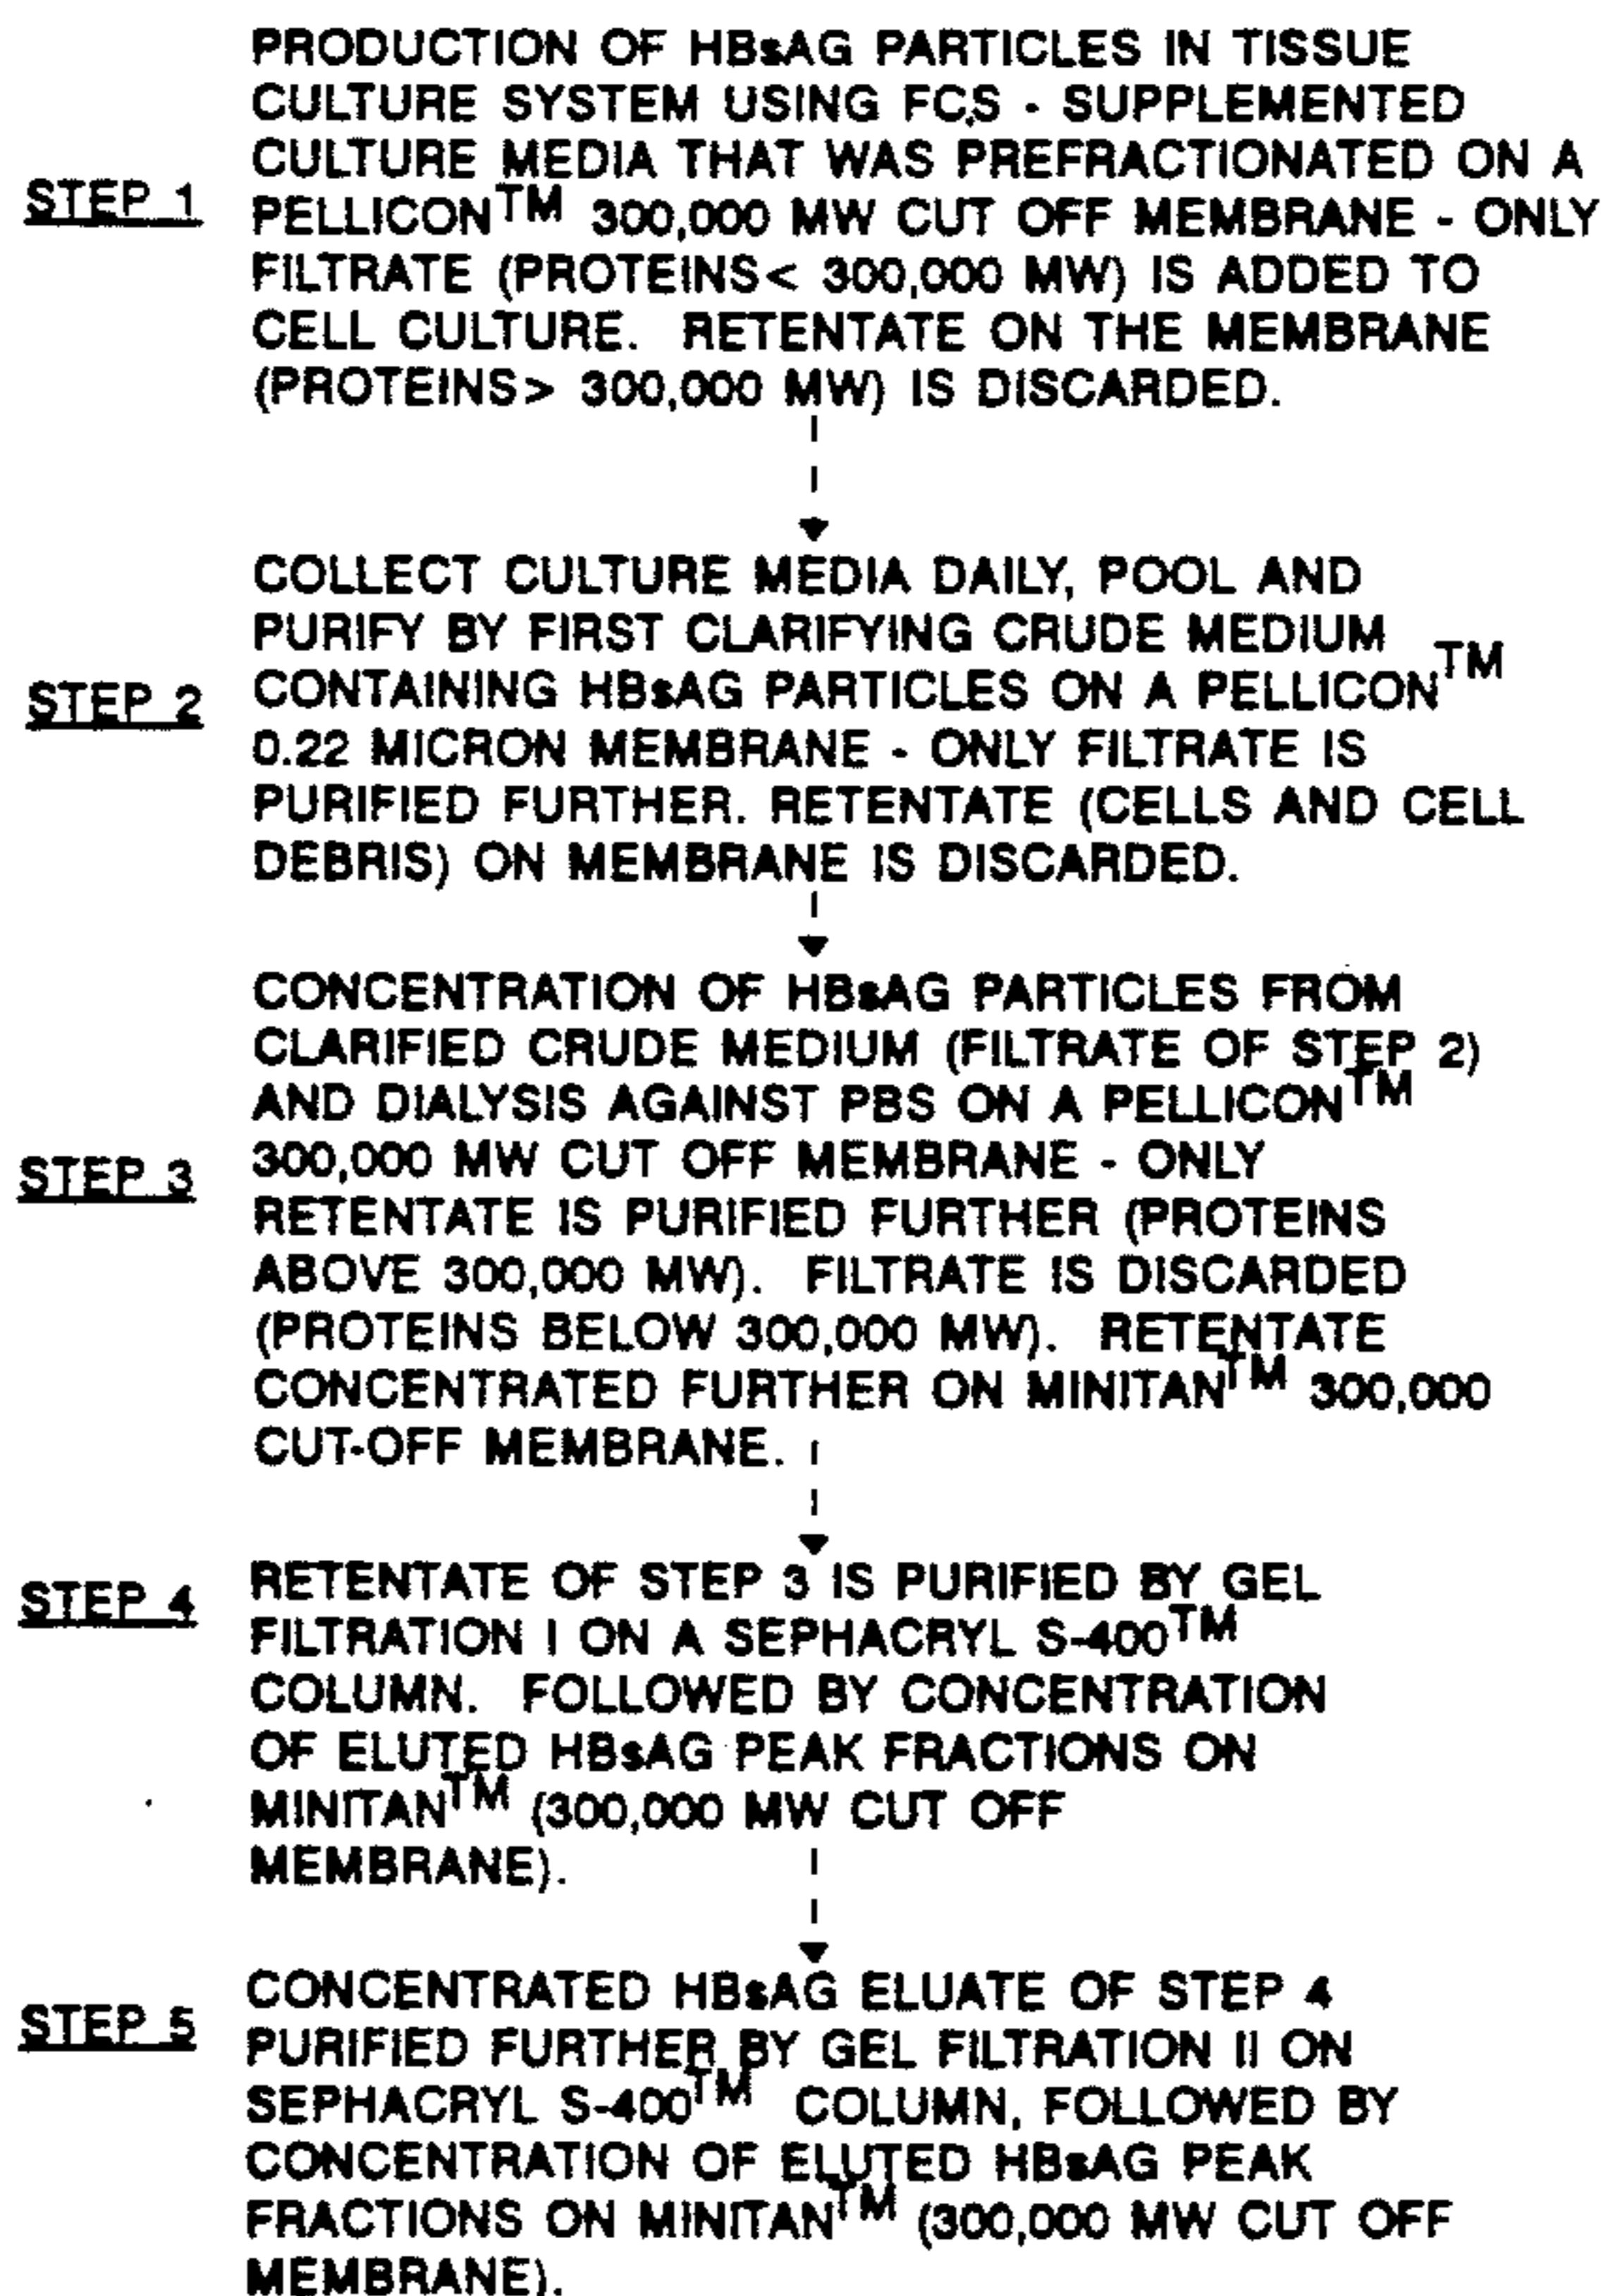 PRODUCTION OF HBsAG PARTICLES IN TISSUE
CULTURE SYSTEM USING FCS - SUPPLEMENTED
CULTURE MEDIA THAT WAS PREFRACTIONATED ON A
STEP 1 PELLICON™ 300,000 MW CUT OFF MEMBRANE - ONLY
FILTRATE (PROTEINS< 300,000 MW) IS ADDED TO
CELL CULTURE. RETENTATE ON THE MEMBRANE
(PROTEINS> 300,000 MW) IS DISCARDED.
COLLECT CULTURE MEDIA DAILY, POOL AND
PURIFY BY FIRST CLARIFYING CRUDE MEDIUM
STEP 2 CONTAINING HBsAG PARTICLES ON A PELLICON™
0.22 MICRON MEMBRANE - ONLY FILTRATE IS
PURIFIED FURTHER. RETENTATE (CELLS AND CELL
DEBRIS) ON MEMBRANE IS DISCARDED.
CONCENTRATION OF HBsAG PARTICLES FROM
CLARIFIED CRUDE MEDIUM (FILTRATE OF STEP 2)
AND DIALYSIS AGAINST PBS ON A PELLICON™
STEP 3 300,000 MW CUT OFF MEMBRANE - ONLY
RETENTATE IS PURIFIED FURTHER (PROTEINS
ABOVE 300,000 MW). FILTRATE IS DISCARDED
(PROTEINS BELOW 300,000 MW). RETENTATE
CONCENTRATED FURTHER ON MINITAN™ 300,000
CUT-OFF MEMBRANE.
STEP 4 RETENTATE OF STEP 3 IS PURIFIED BY GEL
FILTRATION I ON A SEPHACRYL S-400™
COLUMN. FOLLOWED BY CONCENTRATION
OF ELUTED HBsAG PEAK FRACTIONS ON
MINITAN™ (300,000 MW CUT OFF
MEMBRANE).
CONCENTRATED HBsAG ELUATE OF STEP 4
STEP 5 PURIFIED FURTHER BY GEL FILTRATION II ON
SEPHACRYL S-400™ COLUMN, FOLLOWED BY
CONCENTRATION OF ELUTED HBsAG PEAK
FRACTIONS ON MINITAN™ (300,000 MW CUT OFF
MEMBRANE).